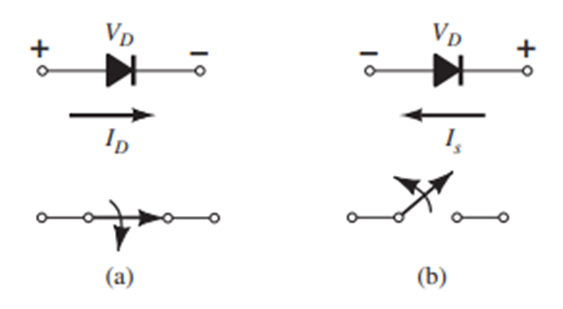 V_D V_D
+ − − +
I_D I_s
(a) (b)